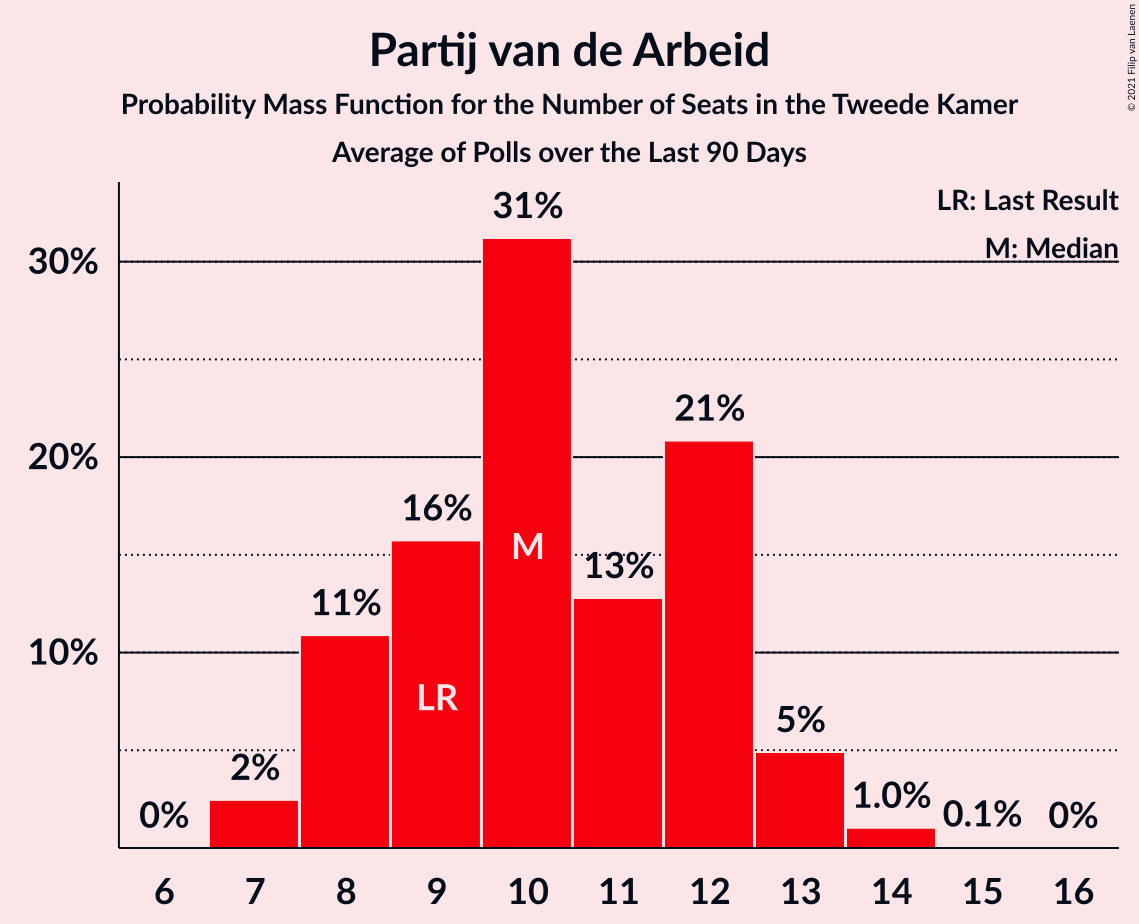 Partij van de Arbeid
Probability Mass Function for the Number of Seats in the Tweede Kamer
Average of Polls over the Last 90 Days
© 2021 Filip van Laenen
LR: Last Result
M: Median
30%
20%
10%
0%
2%
11%
16%
31%
13%
21%
5%
1.0%
0.1%
0%
LR
M
6 7 8 9 10 11 12 13 14 15 16